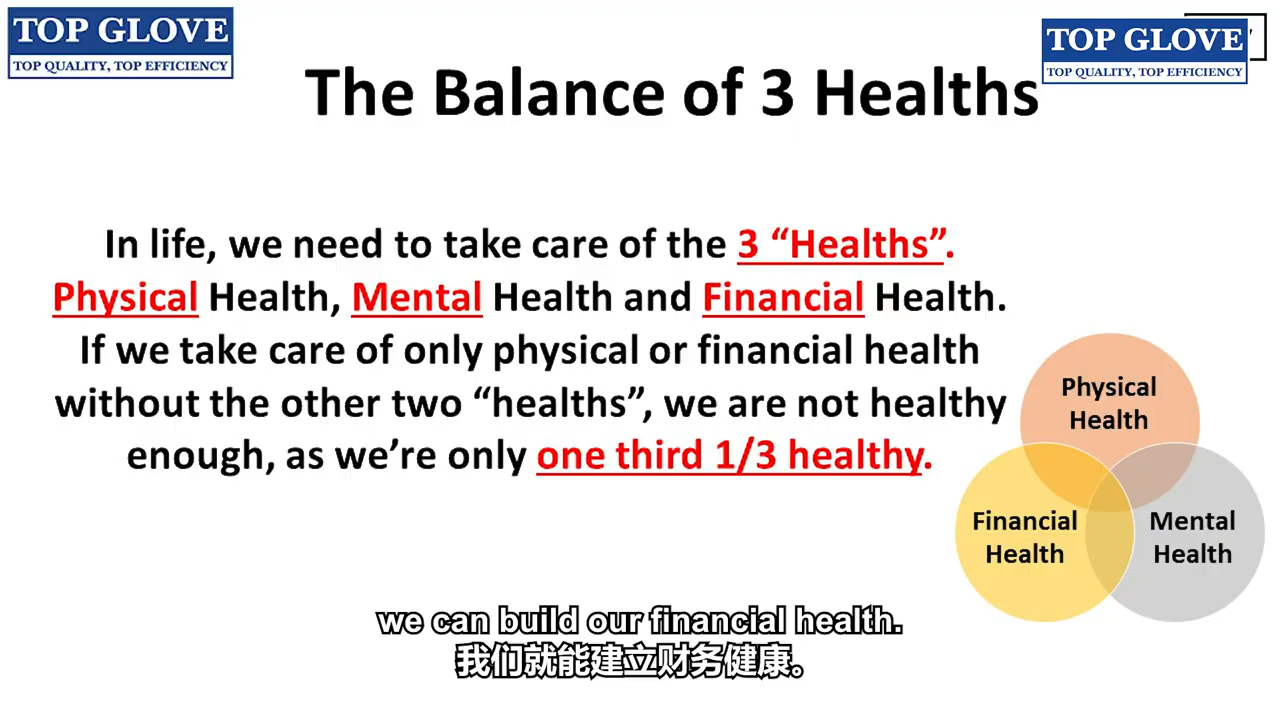 TOP GLOVE
TOP QUALITY, TOP EFFICIENCY
TOP GLOVE
TOP QUALITY, TOP EFFICIENCY
The Balance of 3 Healths
In life, we need to take care of the 3 “Healths”.
Physical Health, Mental Health and Financial Health.
If we take care of only physical or financial health
without the other two “healths”, we are not healthy
enough, as we’re only one third 1/3 healthy.
Physical
Health
Financial
Health
Mental
Health
we can build our financial health.
我们就能建立财务健康。